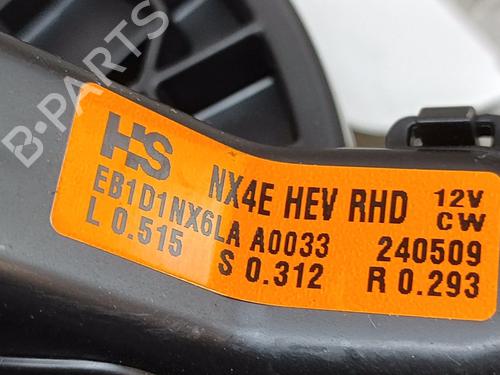 B-PARTS
HS NX4E HEV RHD 12V
CW
EB1D1NX6LA A0033 240509
L 0.515 S 0.312 R 0.293